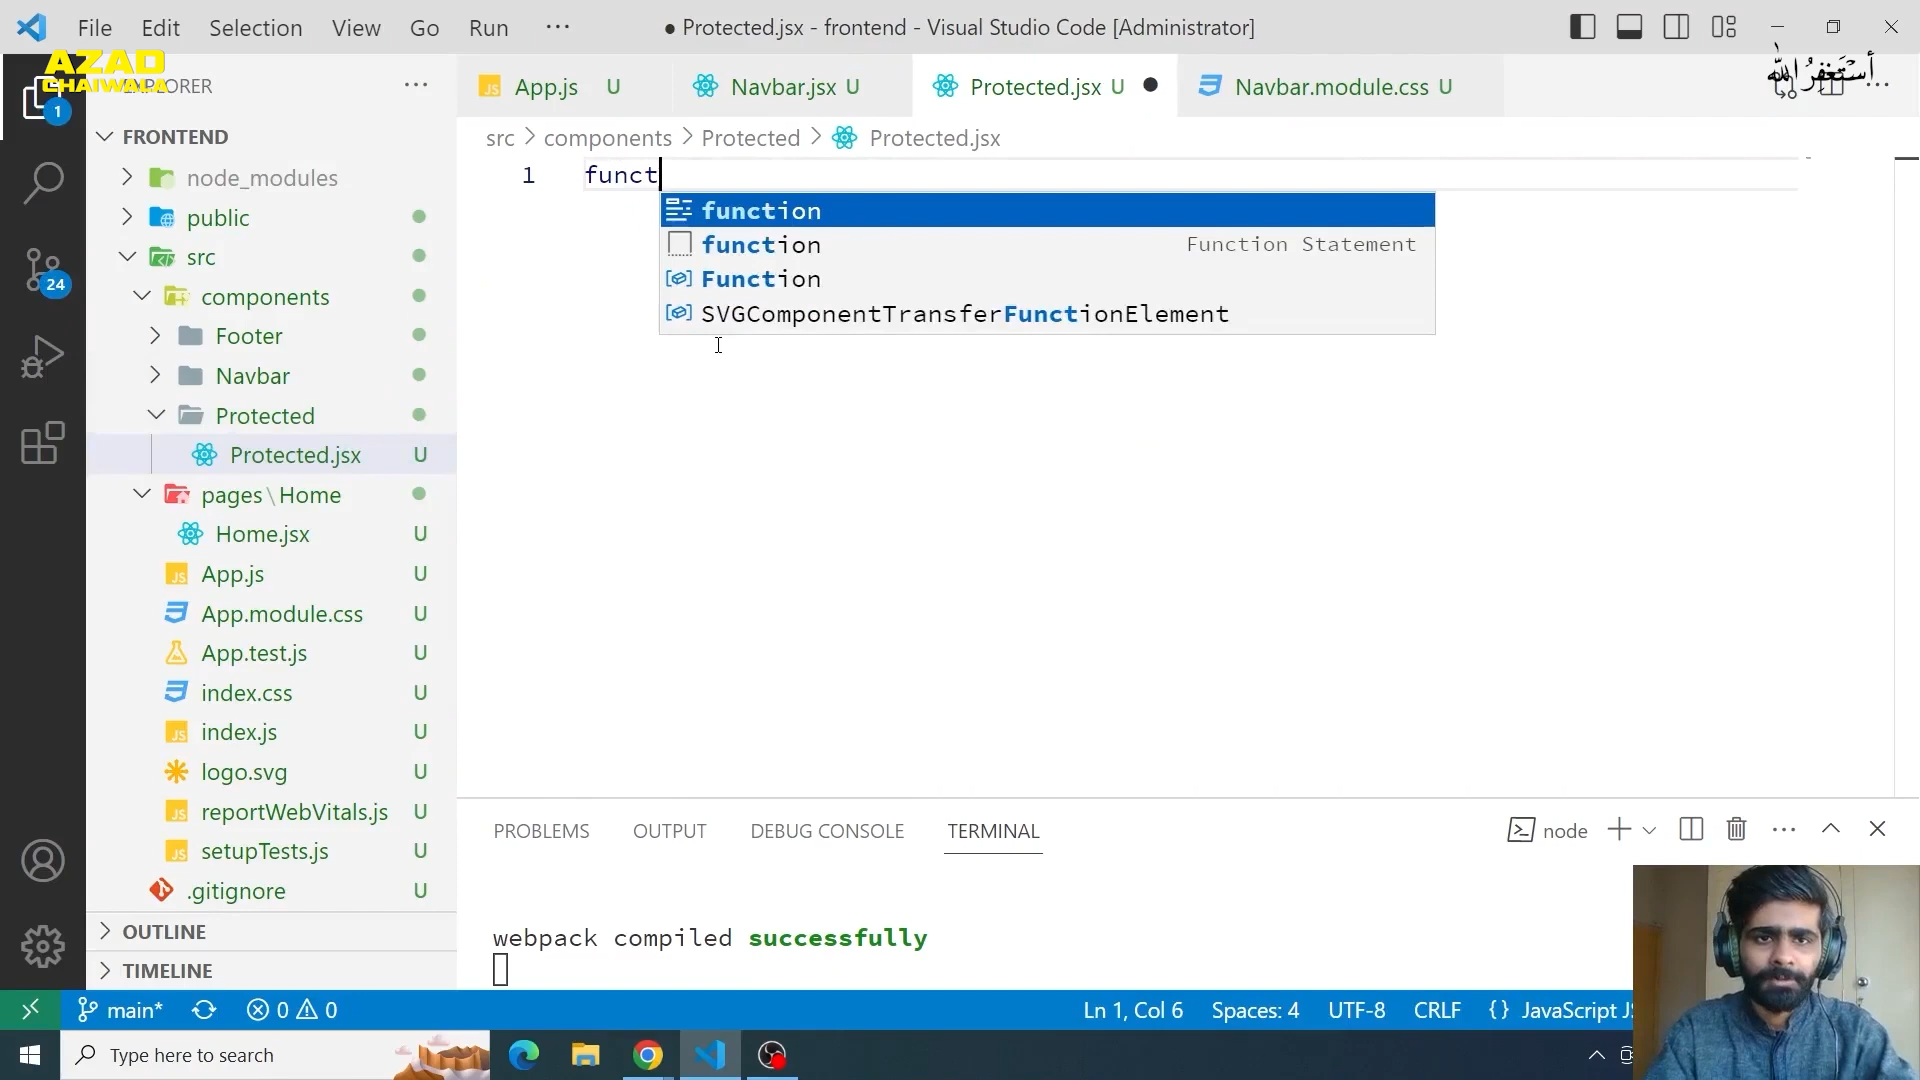 File Edit Selection View Go Run ··· ● Protected.jsx - frontend - Visual Studio Code [Administrator]
AZAD
CHAIWALA
EXPLORER ···
App.js U
Navbar.jsx U
Protected.jsx U
Navbar.module.css U
أستغفر الله
1
FRONTEND
src > components > Protected > Protected.jsx
node_modules
public
src
components
Footer
Navbar
Protected
Protected.jsx U
pages\Home
Home.jsx U
App.js U
App.module.css U
App.test.js U
index.css U
index.js U
logo.svg U
reportWebVitals.js U
setupTests.js U
.gitignore U
OUTLINE
TIMELINE
24
1 funct
function
function Function Statement
Function
SVGComponentTransferFunctionElement
PROBLEMS OUTPUT DEBUG CONSOLE TERMINAL
node
webpack compiled successfully
main* 0 0 Ln 1, Col 6 Spaces: 4 UTF-8 CRLF {} JavaScript JS
Type here to search